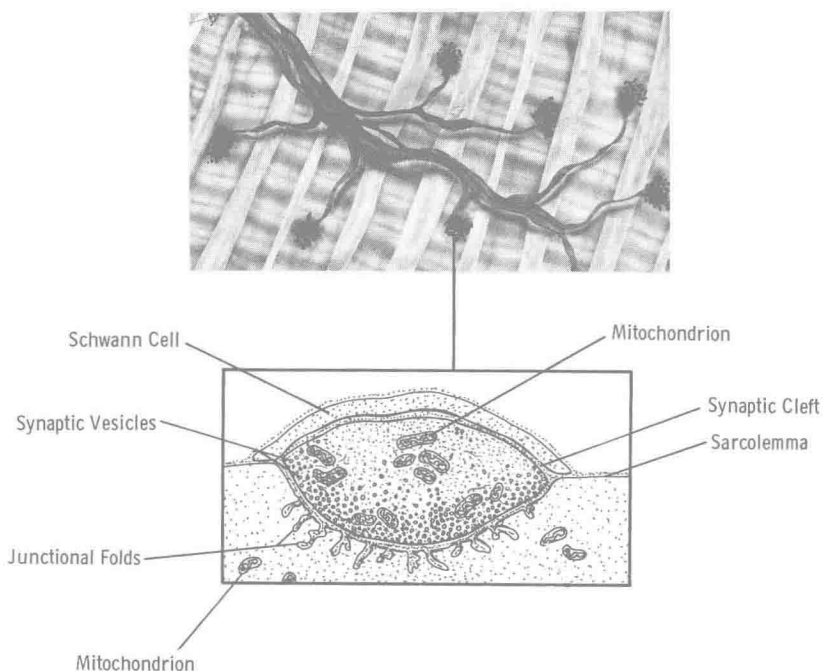 Schwann Cell
Mitochondrion
Synaptic Vesicles
Synaptic Cleft
Sarcolemma
Junctional Folds
Mitochondrion